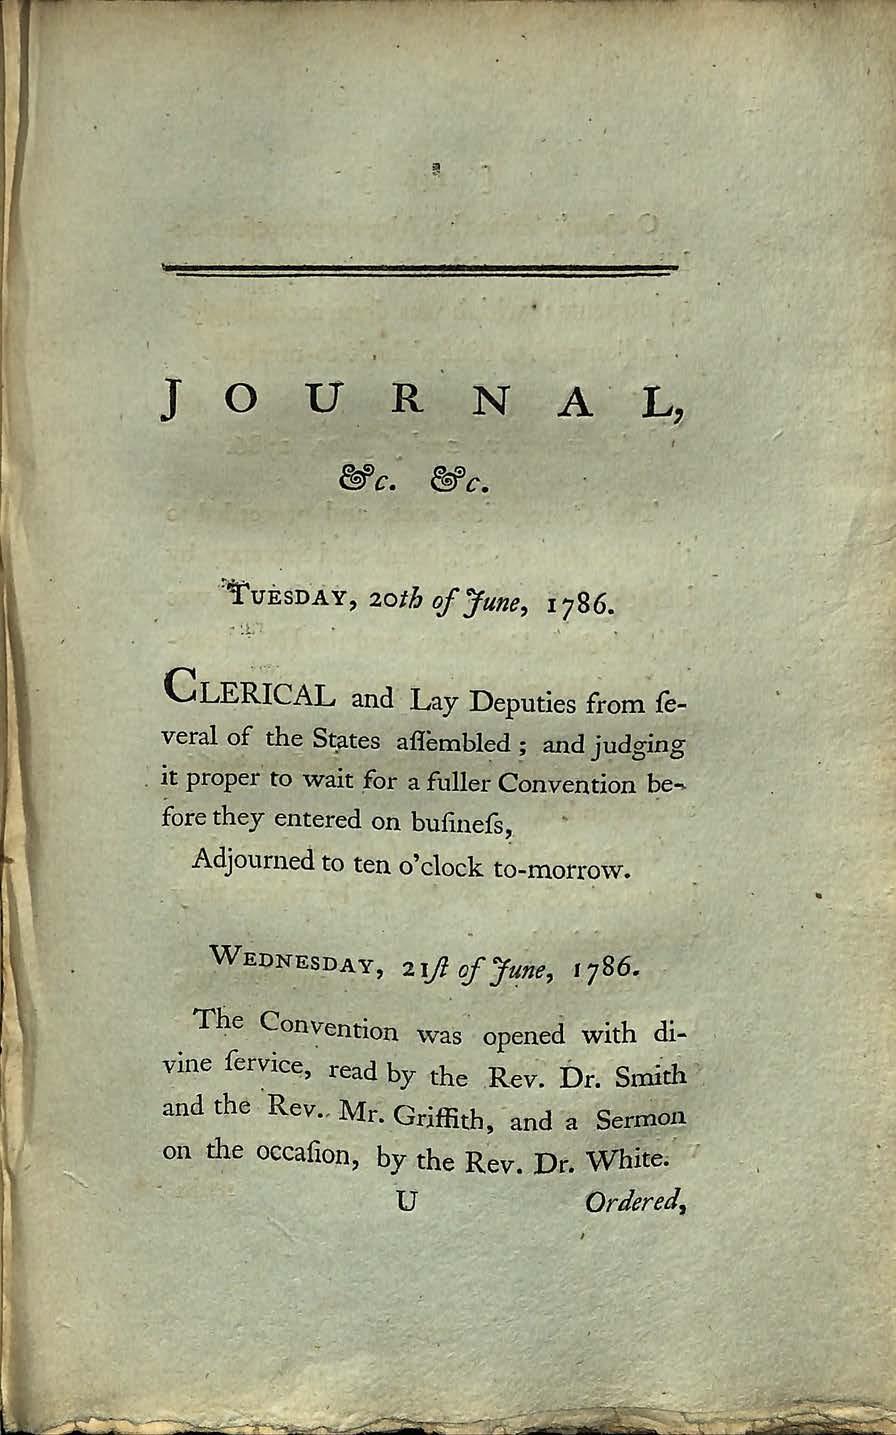 JOURNAL,
&c. &c.
TUESDAY, 20th of June, 1786.
CLERICAL and Lay Deputies from ſe-
veral of the States aſſembled ; and judging
it proper to wait for a fuller Convention be-
fore they entered on buſineſs,
Adjourned to ten o'clock to-morrow.
WEDNESDAY, 21ſt of June, 1786.
The Convention was opened with di-
vine ſervice, read by the Rev. Dr. Smith
and the Rev. Mr. Griffith, and a Sermon
on the occaſion, by the Rev. Dr. White.
U Ordered,